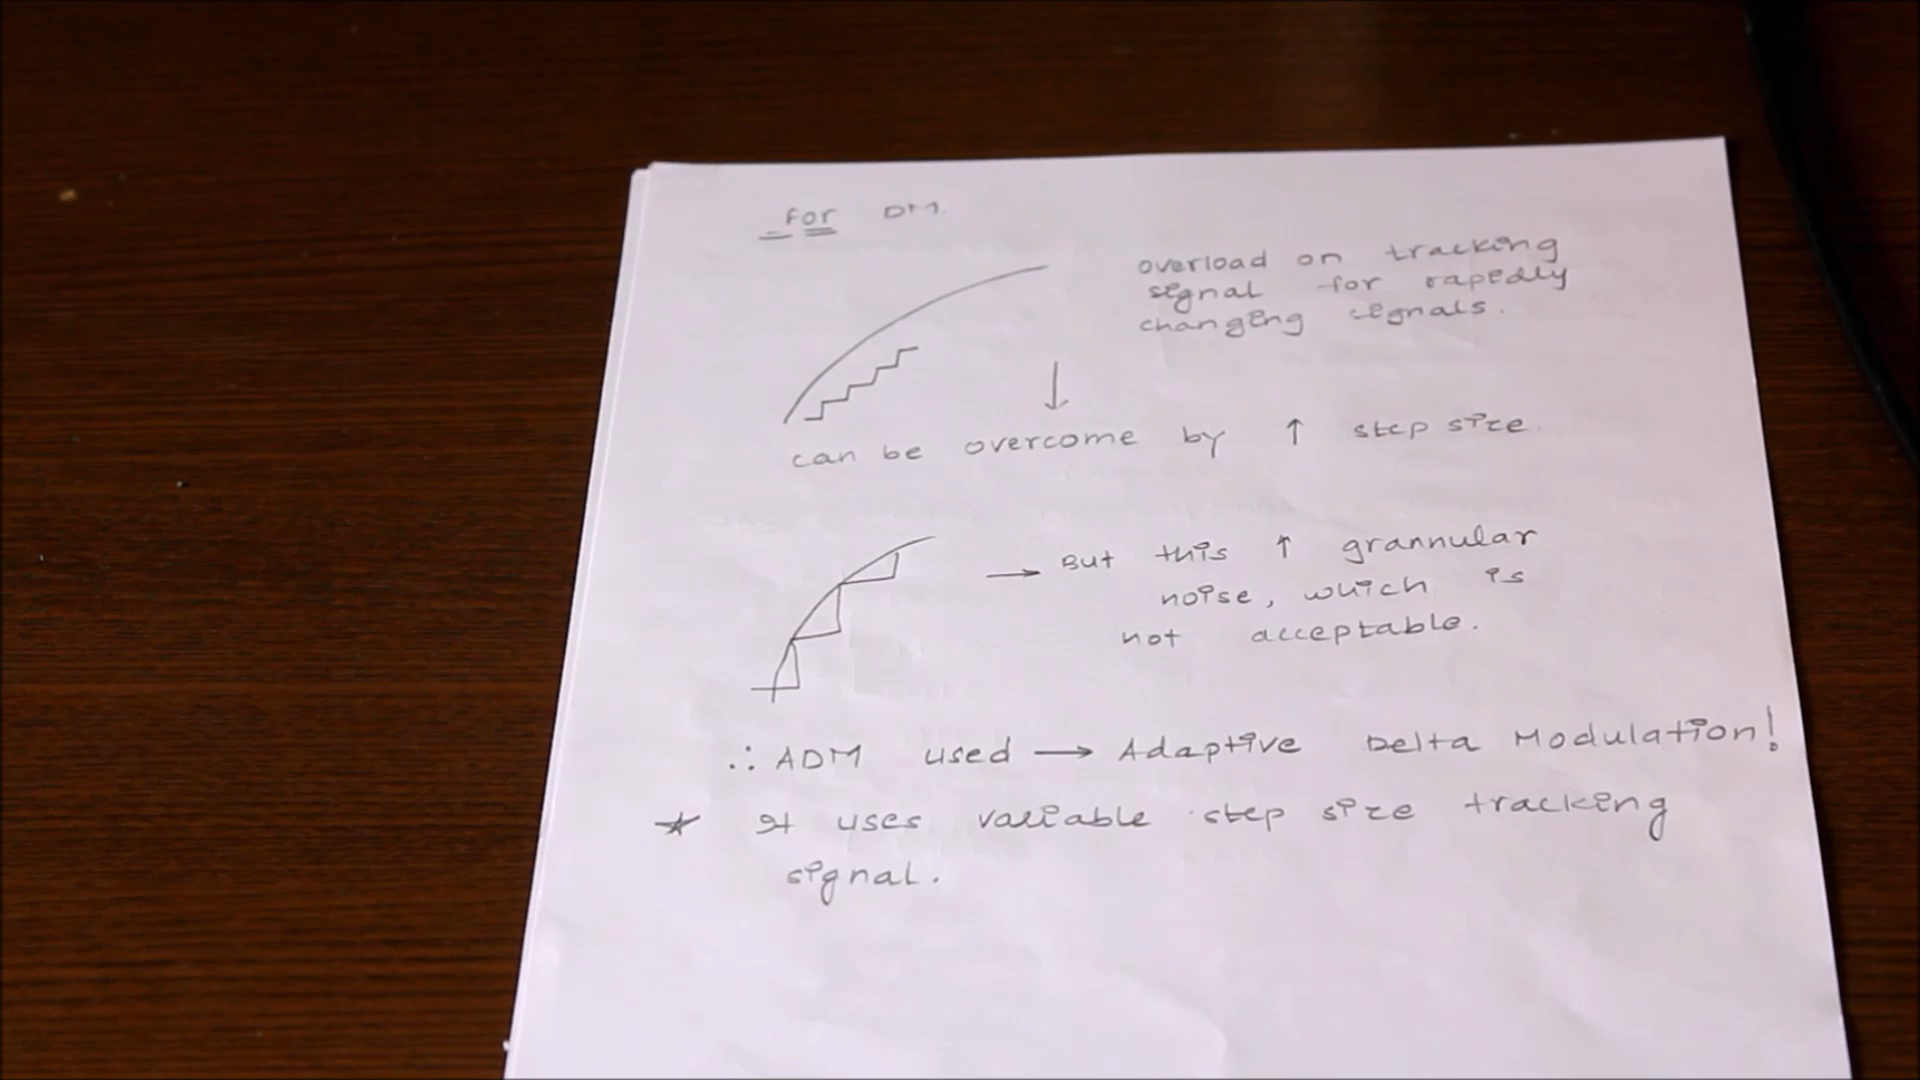 For DM.
overload on tracking
signal for rapedly
changing signals.
↓
can be overcome by ↑ step size.
→ But this ↑ grannular
noise, which is
not acceptable.
∴ ADM used → Adaptive Delta Modulation!
★ It uses variable step size tracking
signal.